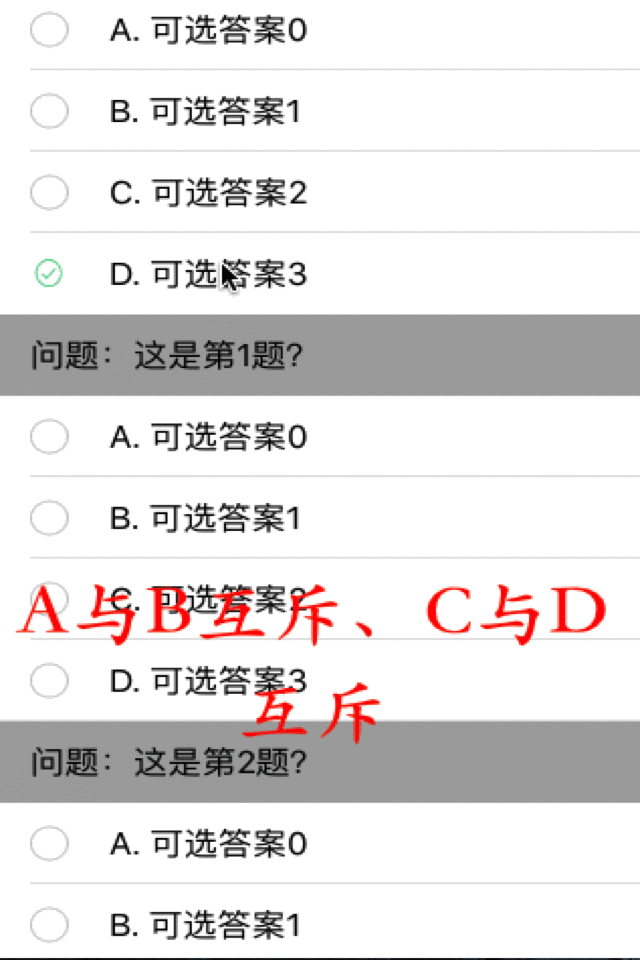 A. 可选答案0
B. 可选答案1
C. 可选答案2
D. 可选答案3
问题：这是第1题?
A. 可选答案0
B. 可选答案1
C. 可选答案2
A与B互斥、C与D
D. 可选答案3
互斥
问题：这是第2题?
A. 可选答案0
B. 可选答案1